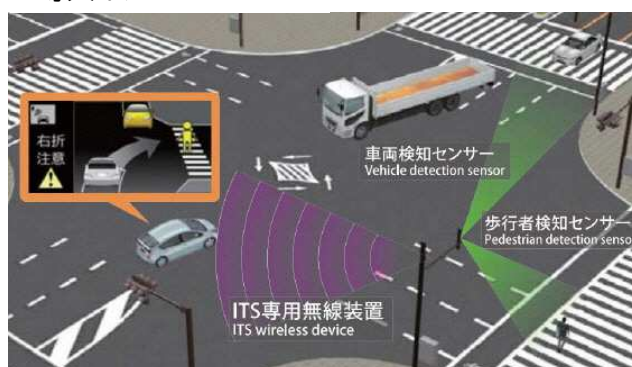 右折
注意
車両検知センサー
Vehicle detection sensor
歩行者検知センサー
Pedestrian detection senso
ITS専用無線装置
ITS wireless device